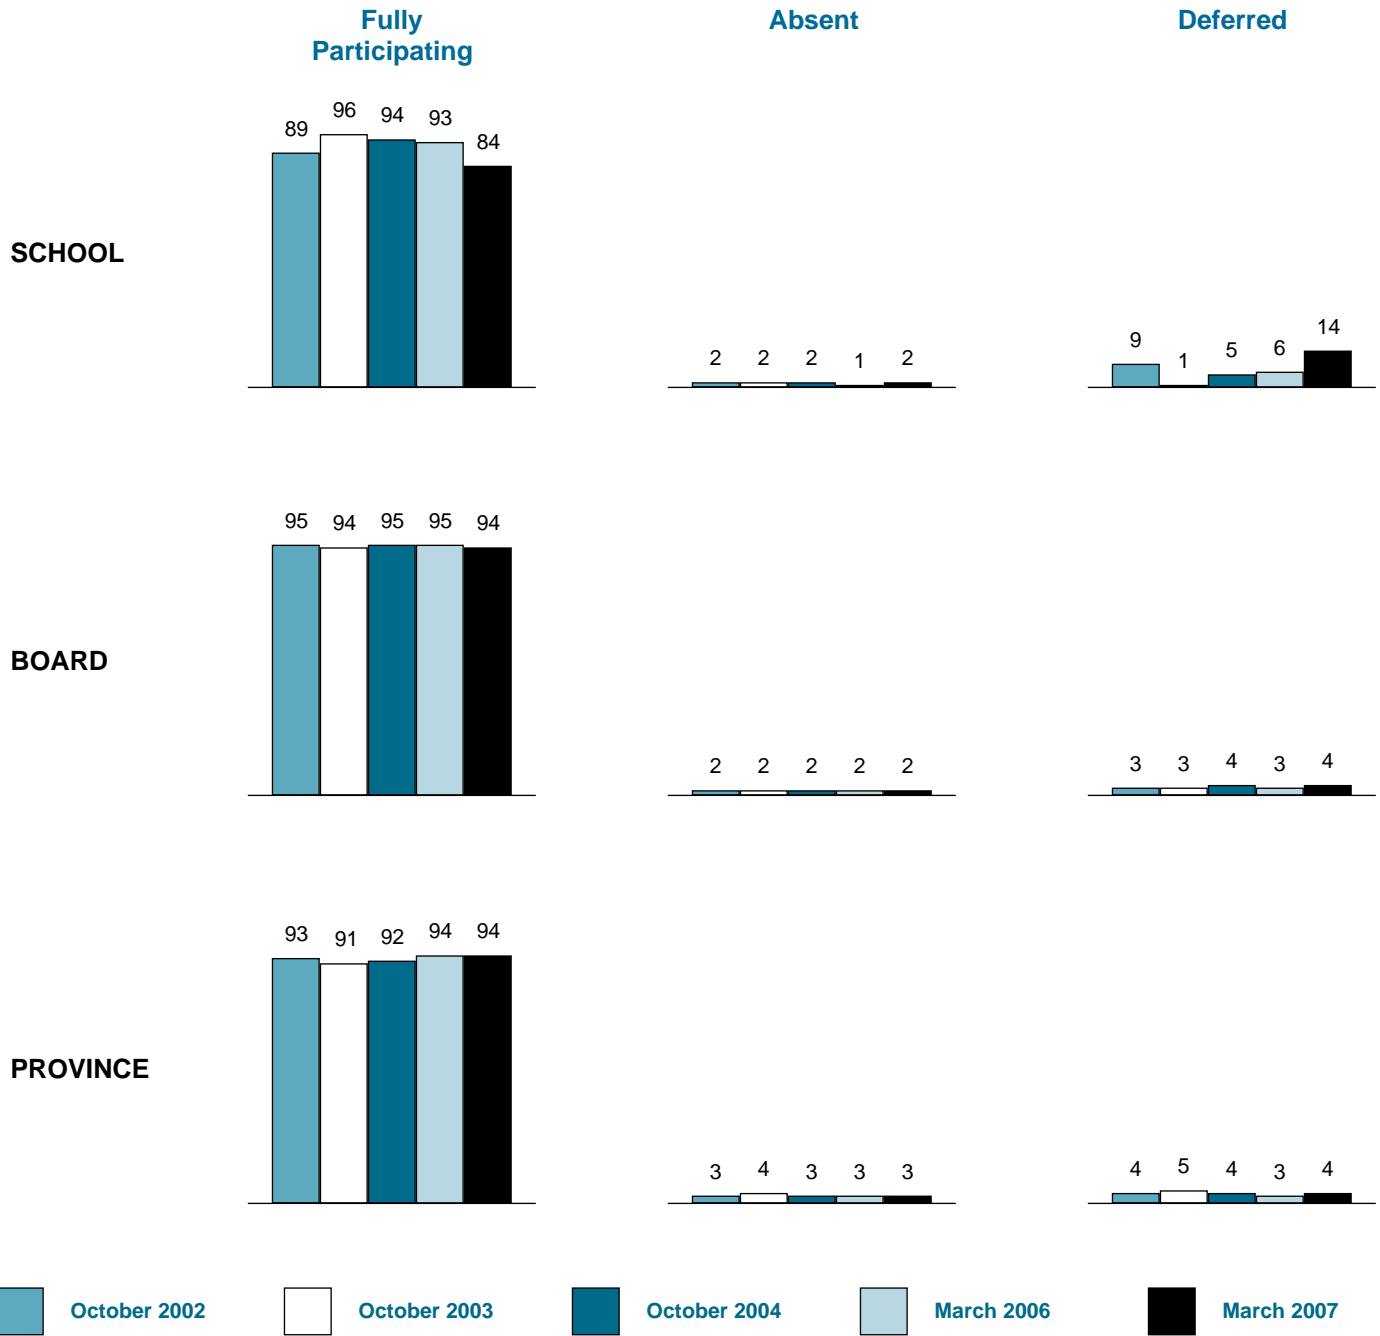 Fully
Participating
Absent
Deferred
SCHOOL
89 96 94 93 84
2 2 2 1 2
9 1 5 6 14
BOARD
95 94 95 95 94
2 2 2 2 2
3 3 4 3 4
PROVINCE
93 91 92 94 94
3 4 3 3 3
4 5 4 3 4
October 2002
October 2003
October 2004
March 2006
March 2007